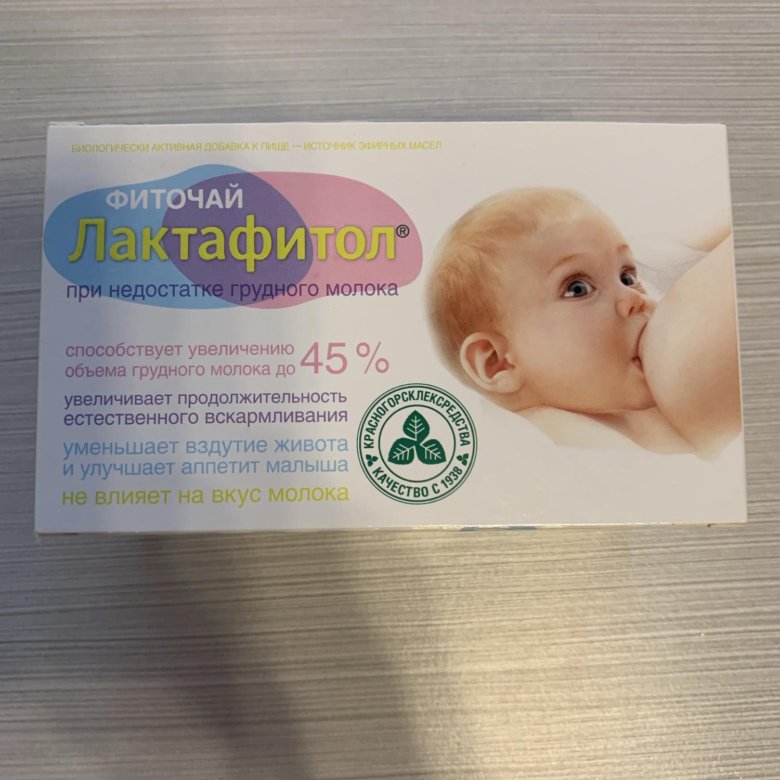 БИОЛОГИЧЕСКИ АКТИВНАЯ ДОБАВКА К ПИЩЕ — ИСТОЧНИК ЭФИРНЫХ МАСЕЛ
ФИТОЧАЙ
Лактафитол®
при недостатке грудного молока
способствует увеличению
объема грудного молока до 45 %
увеличивает продолжительность
естественного вскармливания
уменьшает вздутие живота
и улучшает аппетит малыша
не влияет на вкус молока
КРАСНОГОРСКЛЕКСРЕДСТВА
КАЧЕСТВО С 1938